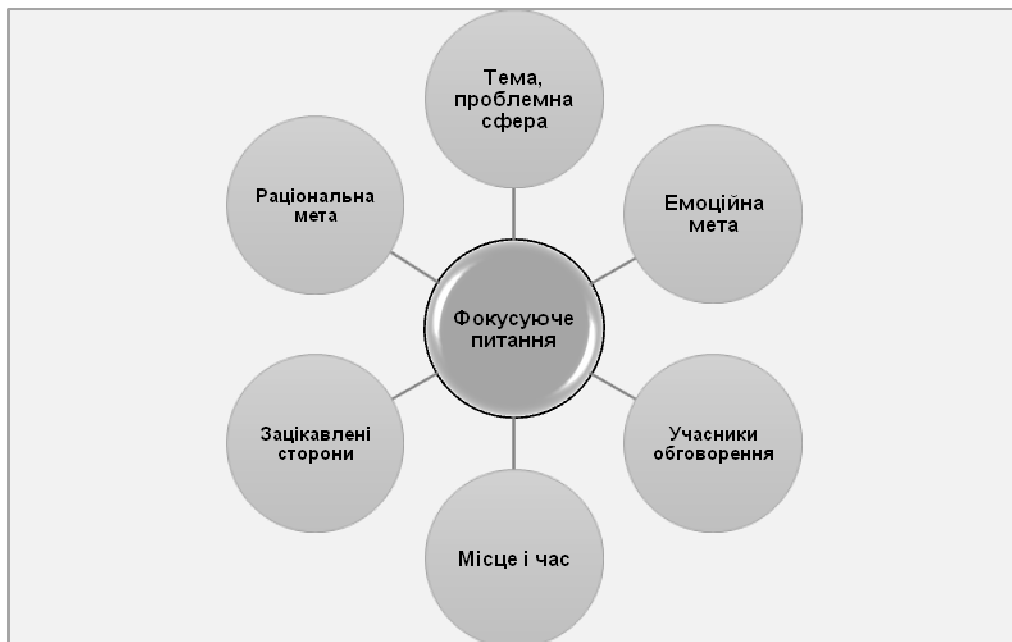 Тема,
проблемна
сфера
Раціональна
мета
Емоційна
мета
Фокусуюче
питання
Зацікавлені
сторони
Учасники
обговорення
Місце і час